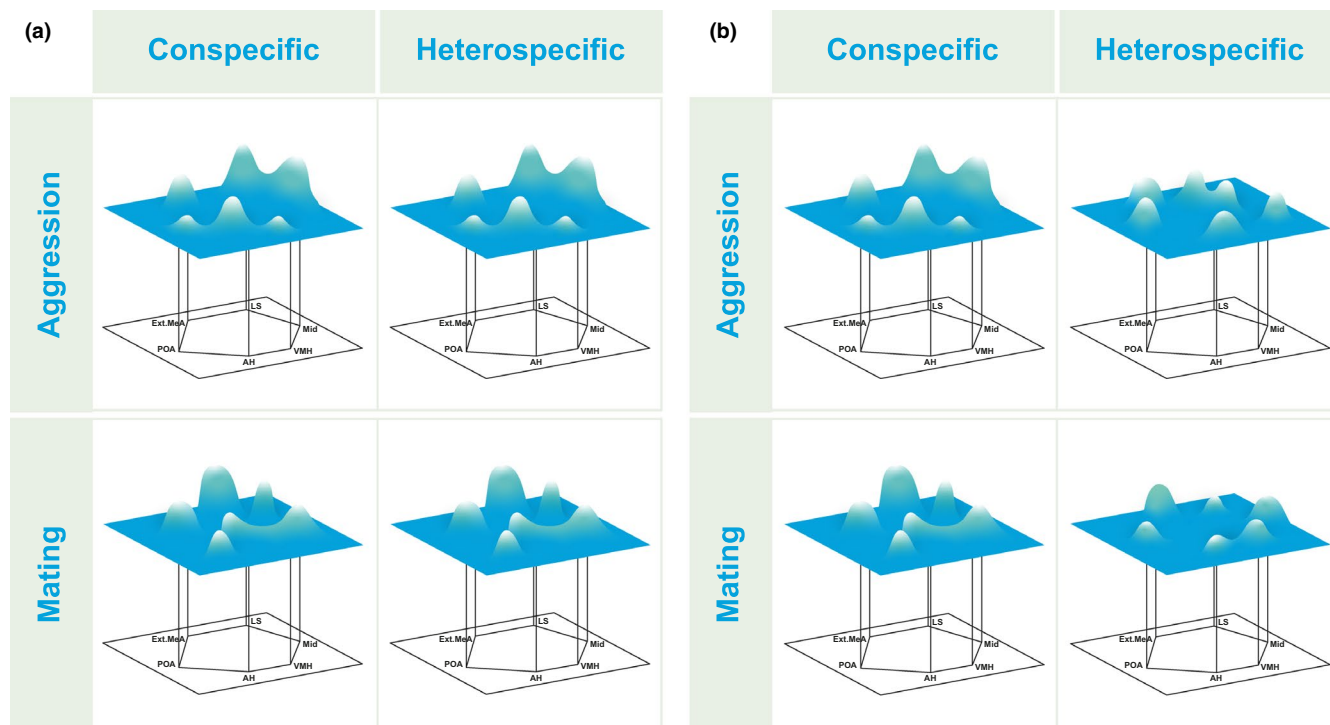 (a)
Conspecific
Heterospecific
(b)
Conspecific
Heterospecific
Aggression
LS
Ext.MeA
Mid
POA
VMH
AH
LS
Ext.MeA
Mid
POA
VMH
AH
Aggression
LS
Ext.MeA
Mid
POA
VMH
AH
LS
Ext.MeA
Mid
POA
VMH
AH
Mating
LS
Ext.MeA
Mid
POA
VMH
AH
LS
Ext.MeA
Mid
POA
VMH
AH
Mating
LS
Ext.MeA
Mid
POA
VMH
AH
LS
Ext.MeA
Mid
POA
VMH
AH